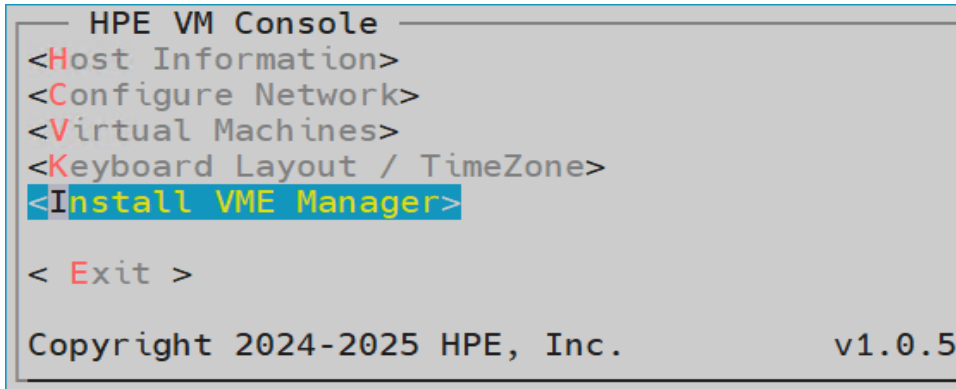 HPE VM Console
<Host Information>
<Configure Network>
<Virtual Machines>
<Keyboard Layout / TimeZone>
<Install VME Manager>
< Exit >
Copyright 2024-2025 HPE, Inc. v1.0.5